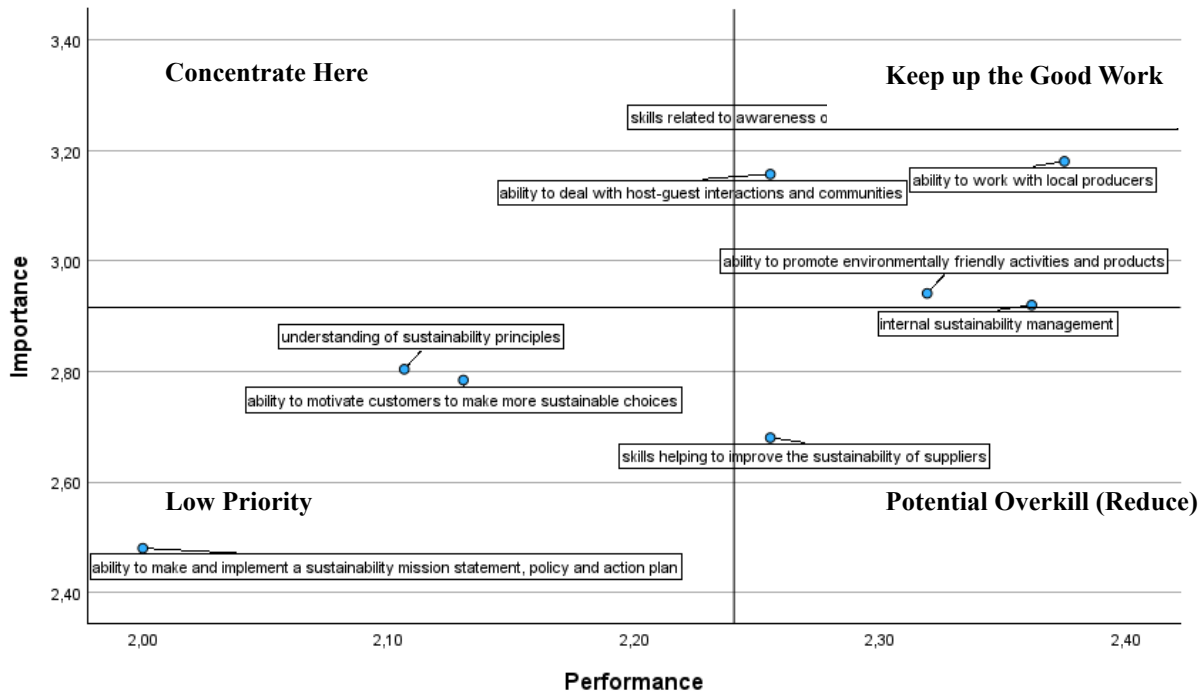 3,40
Concentrate Here
Keep up the Good Work
skills related to awareness o
3,20
ability to work with local producers
ability to deal with host-guest interactions and communities
3,00
ability to promote environmentally friendly activities and products
internal sustainability management
understanding of sustainability principles
2,80
ability to motivate customers to make more sustainable choices
skills helping to improve the sustainability of suppliers
2,60
Low Priority
Potential Overkill (Reduce)
ability to make and implement a sustainability mission statement, policy and action plan
2,40
Importance
2,00
2,10
2,20
2,30
2,40
Performance